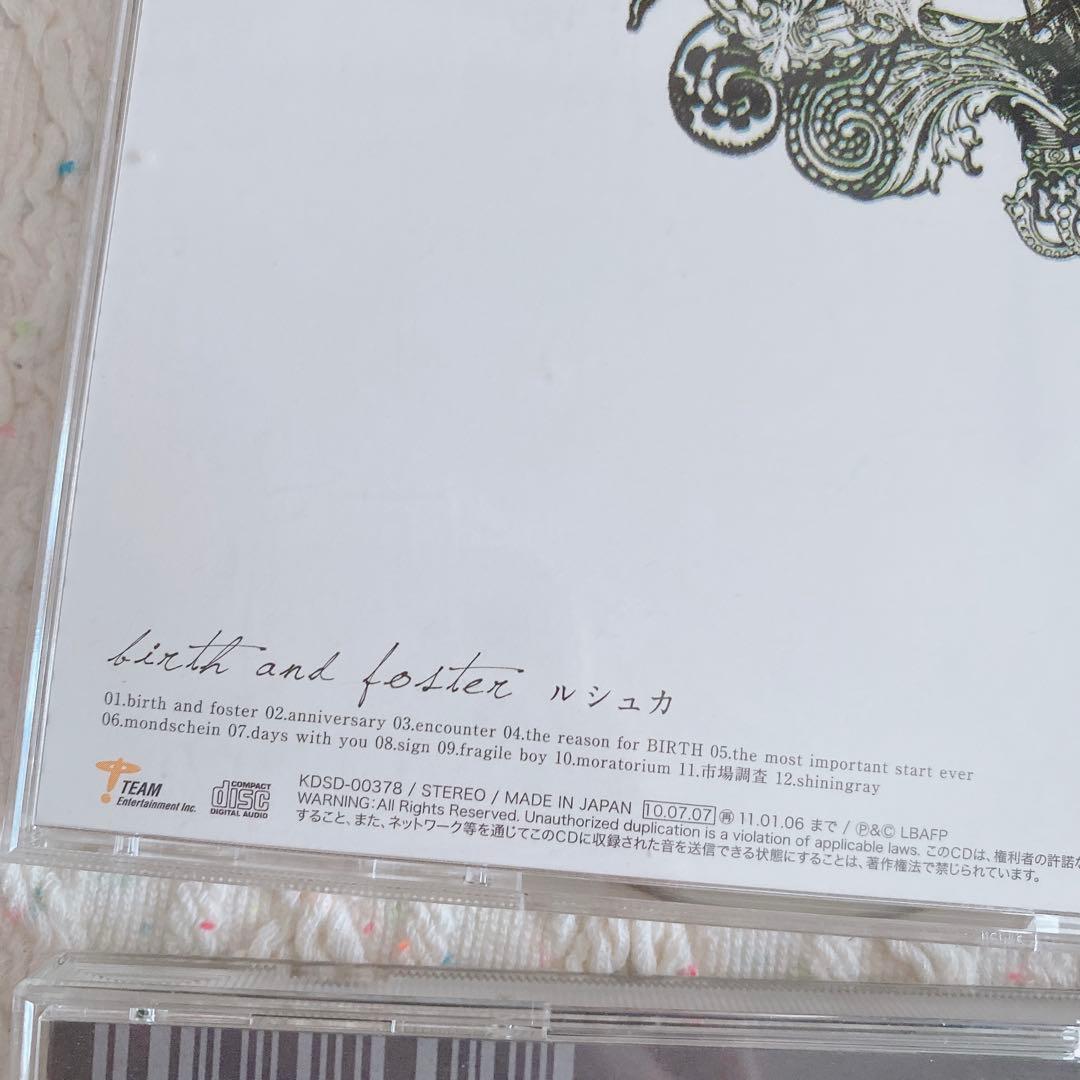 birth and foster ルシュカ
01.birth and foster 02.anniversary 03.encounter 04.the reason for BIRTH 05.the most important start ever
06.mondschein 07.days with you 08.sign 09.fragile boy 10.moratorium 11.市場調査 12.shiningray
TEAM
Entertainment Inc.
COMPACT
disc
DIGITAL AUDIO
KDSD-00378 / STEREO / MADE IN JAPAN 10.07.07 ㊢ 11.01.06 まで / Ⓟ&© LBAFP
WARNING:All Rights Reserved. Unauthorized duplication is a violation of applicable laws. このCDは、権利者の許諾
すること、また、ネットワーク等を通じてこのCDに収録された音を送信できる状態にすることは、著作権法で禁じられています。